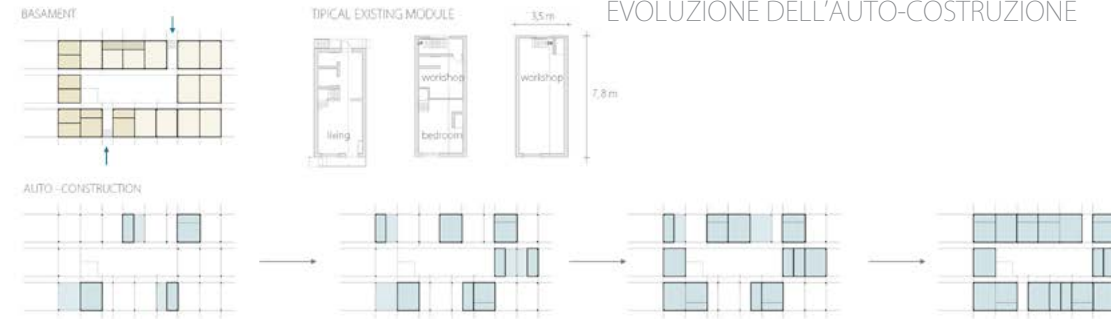 BASAMENT
TIPICAL EXISTING MODULE
3,5 m
EVOLUZIONE DELL'AUTO-COSTRUZIONE
workshop
workshop
7,8 m
living
bedroom
AUTO - CONSTRUCTION